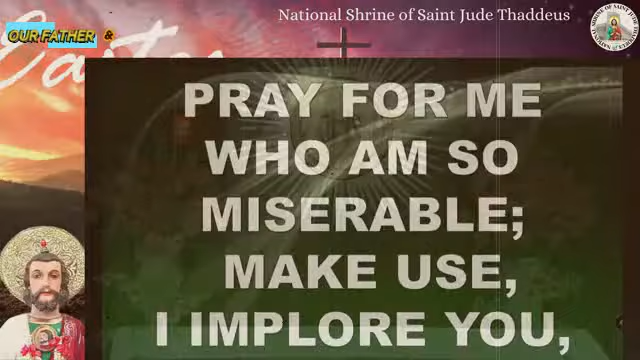 National Shrine of Saint Jude Thaddeus
OUR FATHER &
Easter
PRAY FOR ME
WHO AM SO
MISERABLE;
MAKE USE,
I IMPLORE YOU,